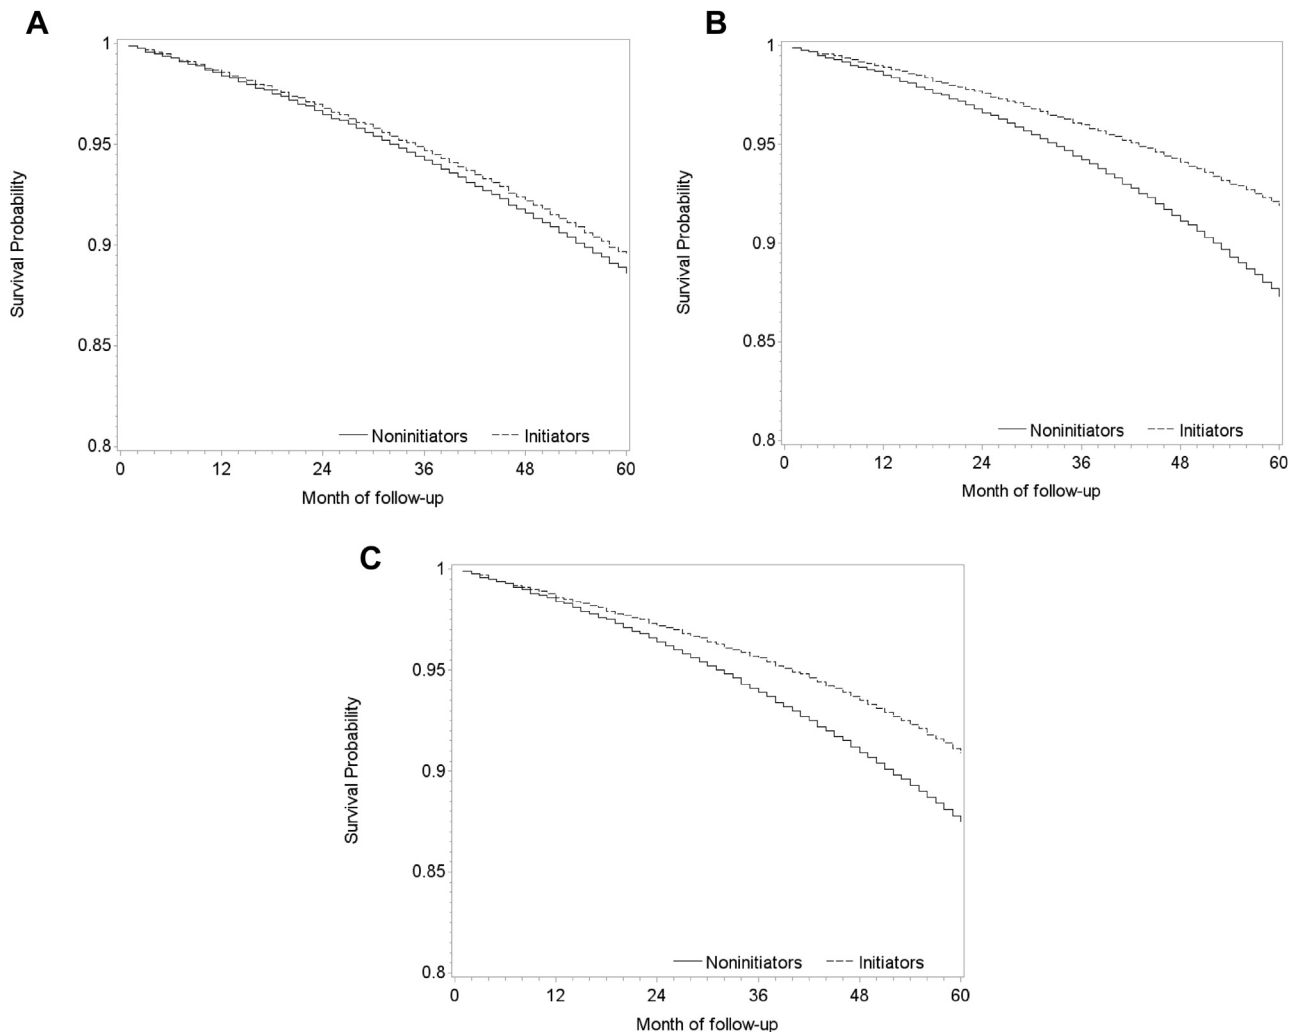 A
Survival Probability
1
0.95
0.9
0.85
0.8
Noninitiators Initiators
0 12 24 36 48 60
Month of follow-up
B
Survival Probability
1
0.95
0.9
0.85
0.8
Noninitiators Initiators
0 12 24 36 48 60
Month of follow-up
C
Survival Probability
1
0.95
0.9
0.85
0.8
Noninitiators Initiators
0 12 24 36 48 60
Month of follow-up